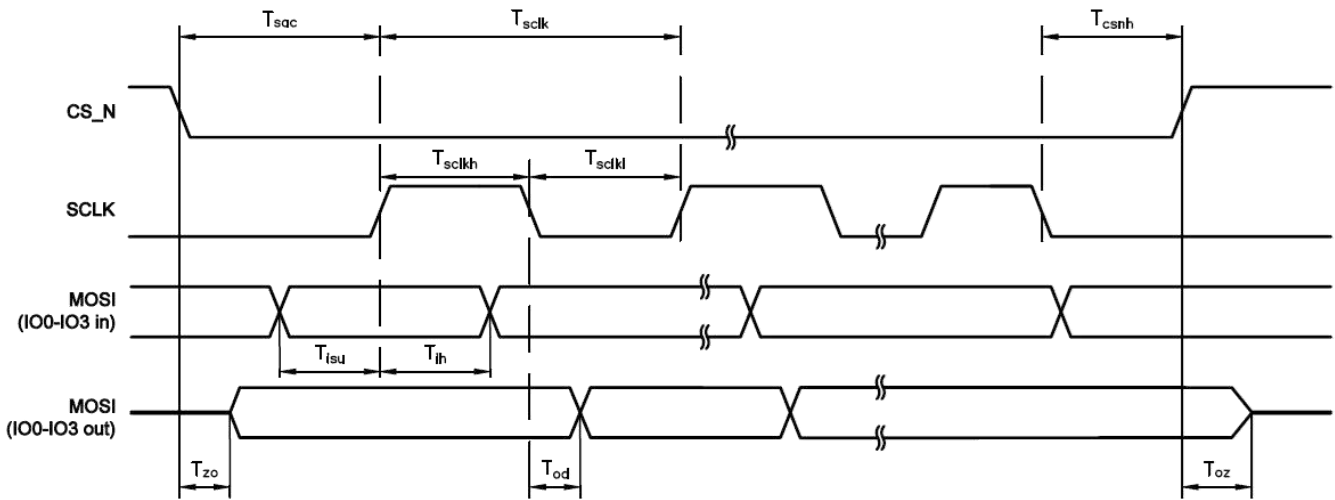 Tsac
Tsclk
Tcsnh
CS_N
Tsclkh
Tsclkl
SCLK
MOSI
(IO0-IO3 in)
Tisu
Tih
MOSI
(IO0-IO3 out)
Tzo
Tod
Toz